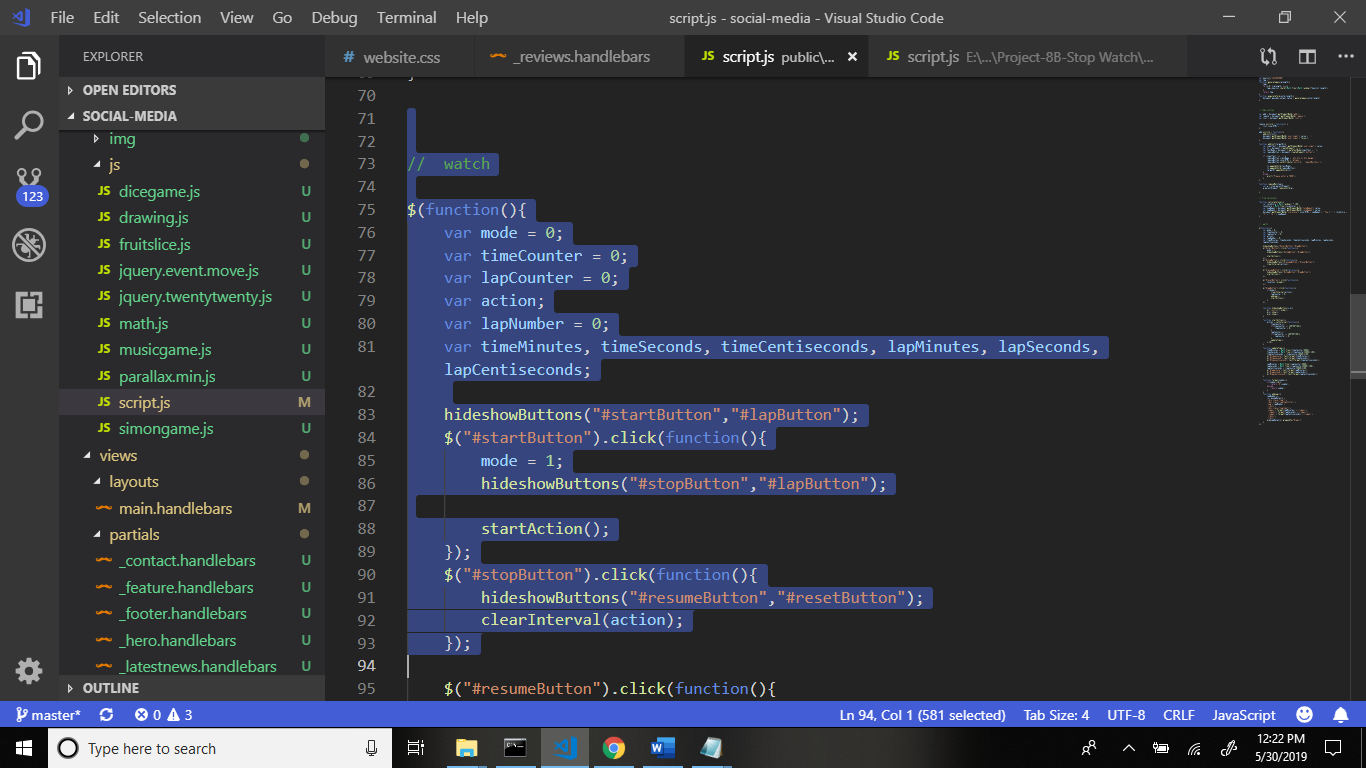 File Edit Selection View Go Debug Terminal Help
script.js - social-media - Visual Studio Code
EXPLORER
# website.css
_reviews.handlebars
JS script.js public\...
JS script.js E:\...\Project-8B-Stop Watch\...
OPEN EDITORS
SOCIAL-MEDIA
img
js
JS dicegame.js U
JS drawing.js U
JS fruitslice.js U
JS jquery.event.move.js U
JS jquery.twentytwenty.js U
JS math.js U
JS musicgame.js U
JS parallax.min.js U
JS script.js M
JS simongame.js U
views
layouts
main.handlebars M
partials
_contact.handlebars U
_feature.handlebars U
_footer.handlebars U
_hero.handlebars U
_latestnews.handlebars U
OUTLINE
123
70
71
72
73 //  watch
74
75 $(function(){
76 var mode = 0;
77 var timeCounter = 0;
78 var lapCounter = 0;
79 var action;
80 var lapNumber = 0;
81 var timeMinutes, timeSeconds, timeCentiseconds, lapMinutes, lapSeconds,
lapCentiseconds;
82
83 hideshowButtons("#startButton","#lapButton");
84 $("#startButton").click(function(){
85 mode = 1;
86 hideshowButtons("#stopButton","#lapButton");
87
88 startAction();
89 });
90 $("#stopButton").click(function(){
91 hideshowButtons("#resumeButton","#resetButton");
92 clearInterval(action);
93 });
94
95 $("#resumeButton").click(function(){
master* 0 3
Ln 94, Col 1 (581 selected) Tab Size: 4 UTF-8 CRLF JavaScript
Type here to search
12:22 PM
5/30/2019